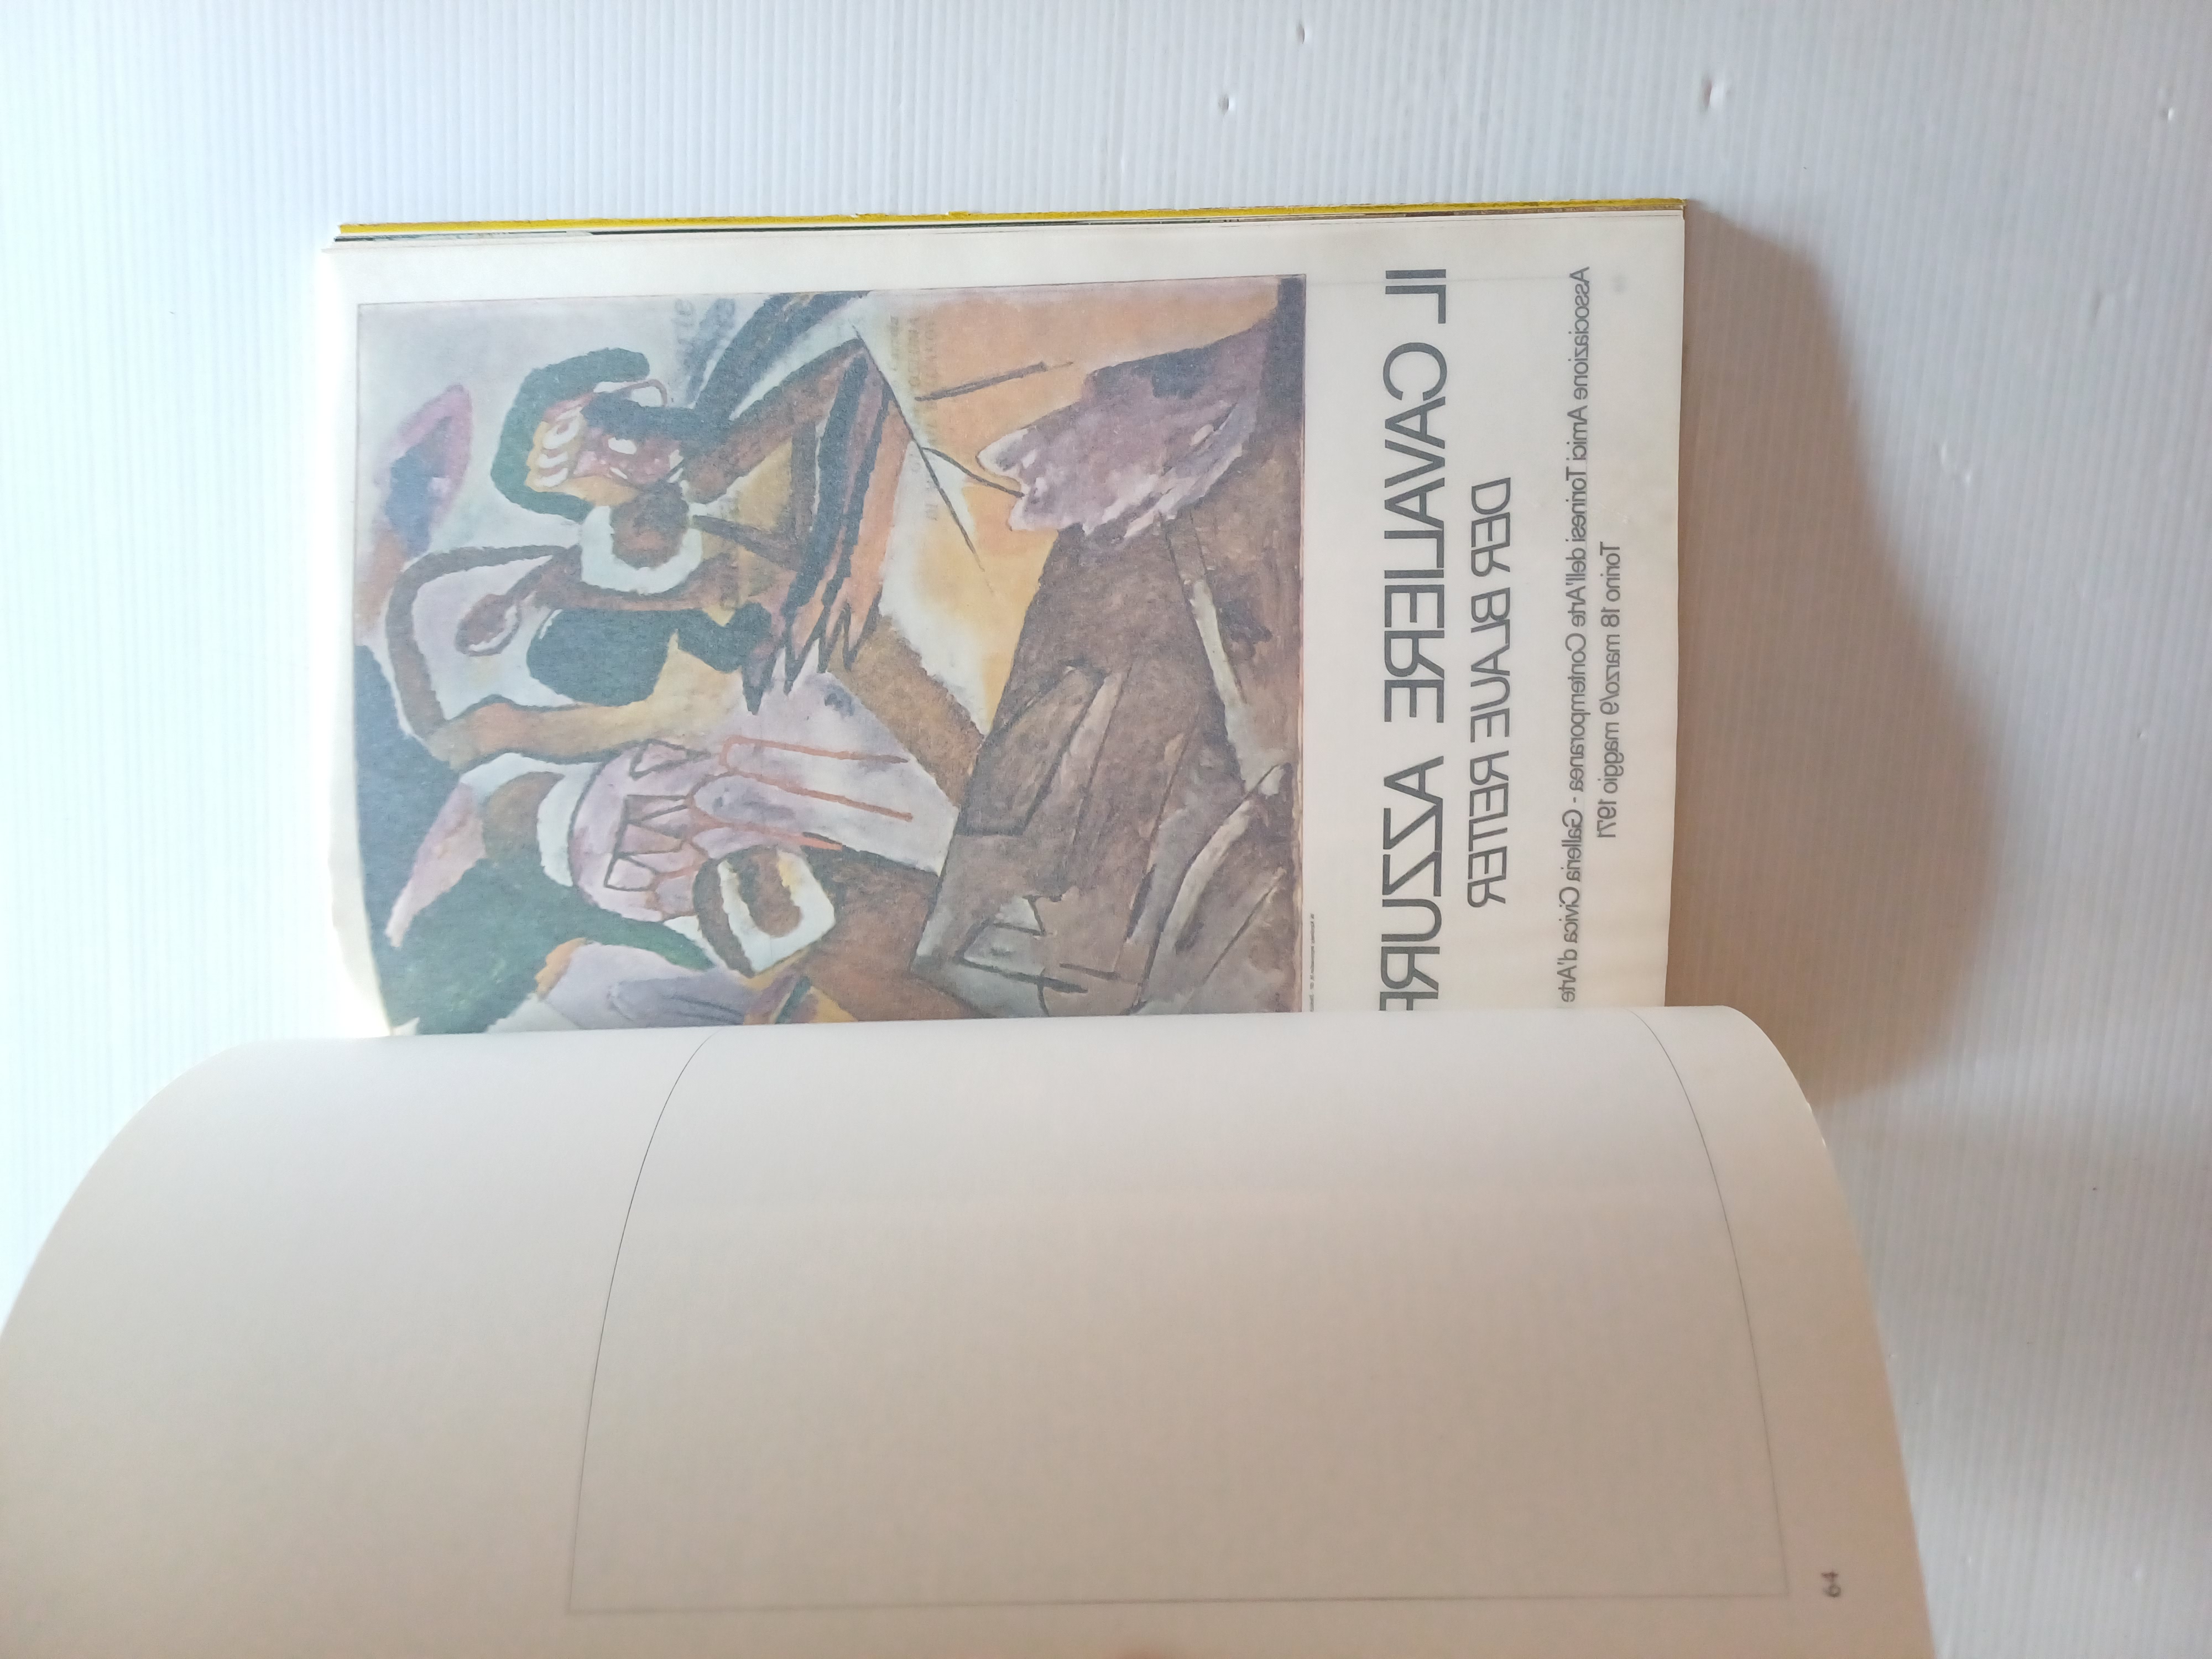 IL CAVALIERE AZZURR
DER BLAUE REITER
Associazione Amici Torinesi dell'Arte Contemporanea - Galleria Civica d'Arte
Torino 18 marzo/9 maggio 1971
64